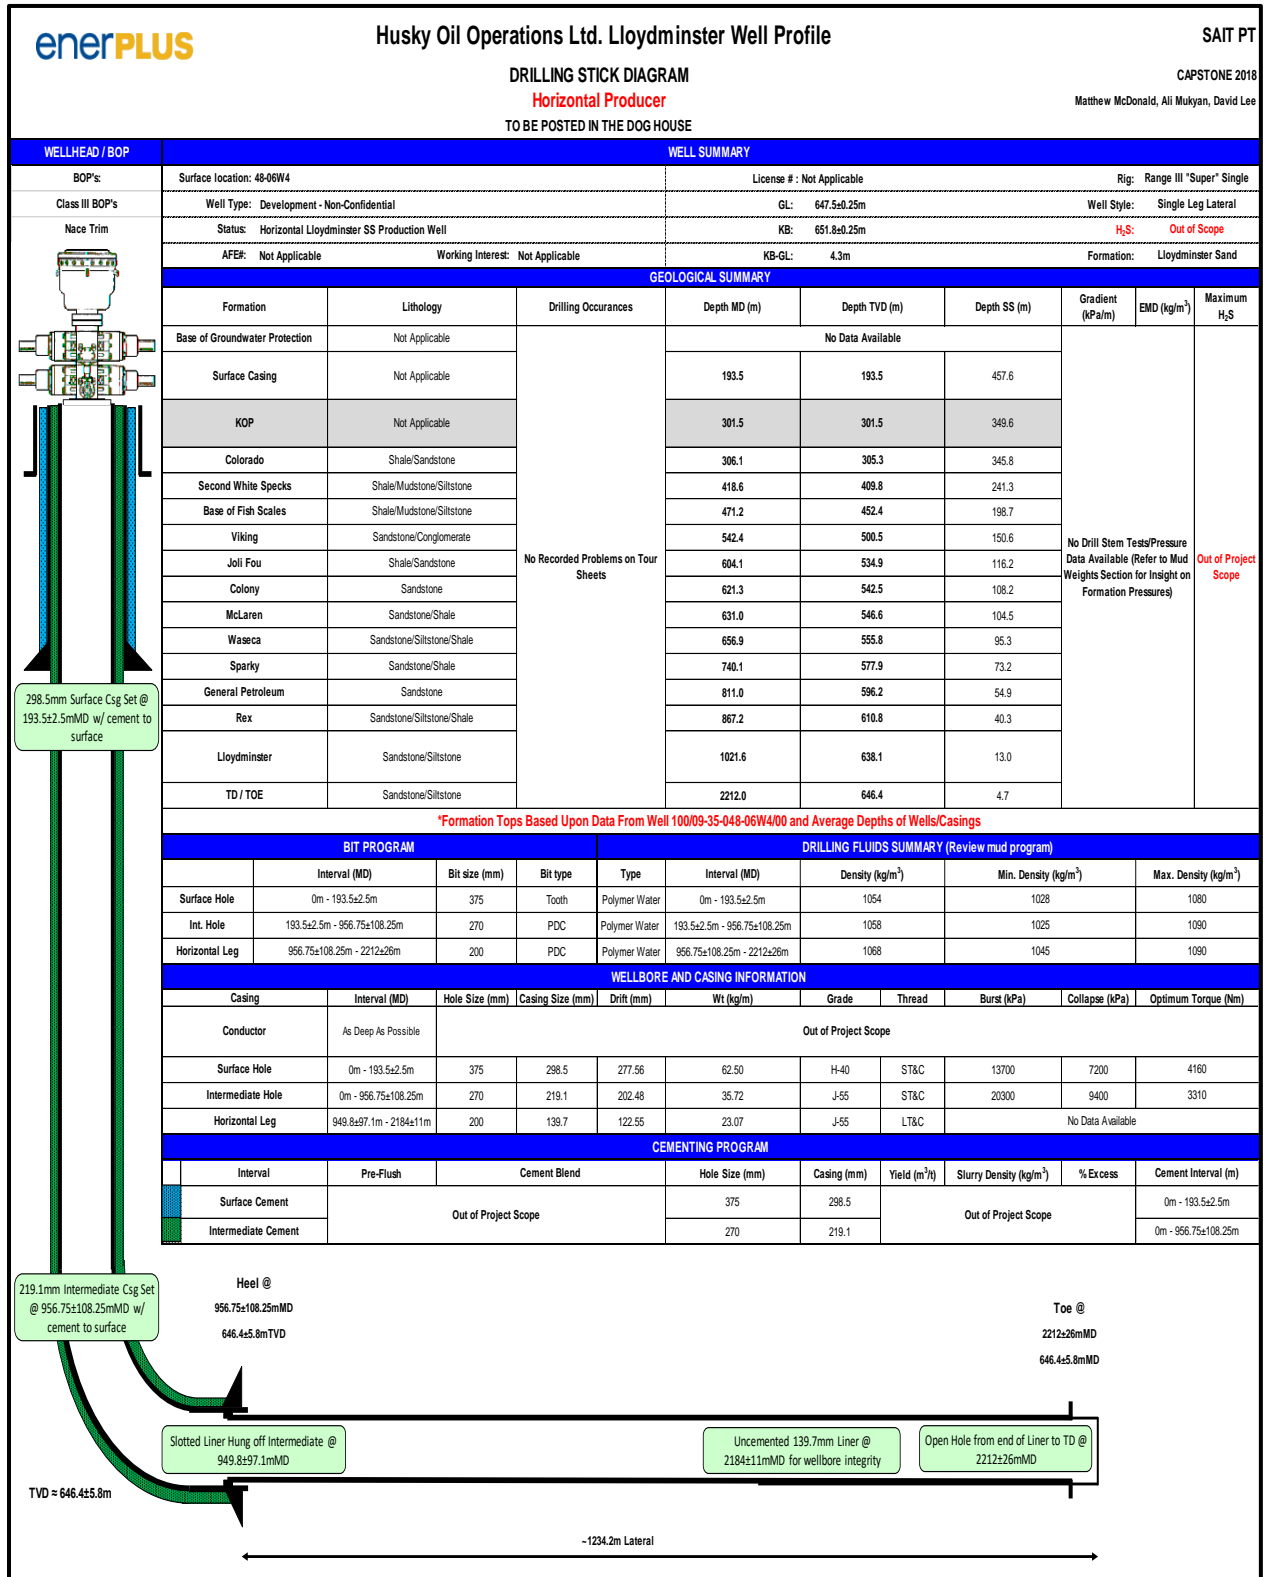 enerPLUS
Husky Oil Operations Ltd. Lloydminster Well Profile
SAIT PT
DRILLING STICK DIAGRAM
CAPSTONE 2018
Horizontal Producer
Matthew McDonald, Ali Mukyan, David Lee
TO BE POSTED IN THE DOG HOUSE
WELLHEAD / BOP
WELL SUMMARY
BOP's:
Surface location: 48-06W4
License # : Not Applicable
Rig: Range III "Super" Single
Class III BOP's
Well Type: Development - Non-Confidential
GL: 647.5±0.25m
Well Style: Single Leg Lateral
Nace Trim
Status: Horizontal Lloydminster SS Production Well
KB: 651.8±0.25m
H₂S: Out of Scope
AFE#: Not Applicable
Working Interest: Not Applicable
KB-GL: 4.3m
Formation: Lloydminster Sand
GEOLOGICAL SUMMARY
Formation Lithology Drilling Occurances Depth MD (m) Depth TVD (m) Depth SS (m) Gradient (kPa/m) EMD (kg/m³) Maximum H₂S
Base of Groundwater Protection Not Applicable No Data Available
Surface Casing Not Applicable 193.5 193.5 457.6
KOP Not Applicable 301.5 301.5 349.6
Colorado Shale/Sandstone 306.1 305.3 345.8
Second White Specks Shale/Mudstone/Siltstone 418.6 409.8 241.3
Base of Fish Scales Shale/Mudstone/Siltstone 471.2 452.4 198.7
Viking Sandstone/Conglomerate 542.4 500.5 150.6
Joli Fou Shale/Sandstone 604.1 534.9 116.2
Colony Sandstone 621.3 542.5 108.2
McLaren Sandstone/Shale 631.0 546.6 104.5
Waseca Sandstone/Siltstone/Shale 656.9 555.8 95.3
Sparky Sandstone/Shale 740.1 577.9 73.2
General Petroleum Sandstone 811.0 596.2 54.9
Rex Sandstone/Siltstone/Shale 867.2 610.8 40.3
Lloydminster Sandstone/Siltstone 1021.6 638.1 13.0
TD / TOE Sandstone/Siltstone 2212.0 646.4 4.7
No Recorded Problems on Tour
Sheets
No Drill Stem Tests/Pressure
Data Available (Refer to Mud
Weights Section for Insight on
Formation Pressures)
Out of Project
Scope
298.5mm Surface Csg Set @
193.5±2.5mMD w/ cement to
surface
*Formation Tops Based Upon Data From Well 100/09-35-048-06W4/00 and Average Depths of Wells/Casings
BIT PROGRAM
DRILLING FLUIDS SUMMARY (Review mud program)
Interval (MD) Bit size (mm) Bit type Type Interval (MD) Density (kg/m³) Min. Density (kg/m³) Max. Density (kg/m³)
Surface Hole 0m - 193.5±2.5m 375 Tooth Polymer Water 0m - 193.5±2.5m 1054 1028 1080
Int. Hole 193.5±2.5m - 956.75±108.25m 270 PDC Polymer Water 193.5±2.5m - 956.75±108.25m 1058 1025 1090
Horizontal Leg 956.75±108.25m - 2212±26m 200 PDC Polymer Water 956.75±108.25m - 2212±26m 1068 1045 1090
WELLBORE AND CASING INFORMATION
Casing Interval (MD) Hole Size (mm) Casing Size (mm) Drift (mm) Wt (kg/m) Grade Thread Burst (kPa) Collapse (kPa) Optimum Torque (Nm)
Conductor As Deep As Possible Out of Project Scope
Surface Hole 0m - 193.5±2.5m 375 298.5 277.56 62.50 H-40 ST&C 13700 7200 4160
Intermediate Hole 0m - 956.75±108.25m 270 219.1 202.48 35.72 J-55 ST&C 20300 9400 3310
Horizontal Leg 949.8±97.1m - 2184±11m 200 139.7 122.55 23.07 J-55 LT&C No Data Available
CEMENTING PROGRAM
Interval Pre-Flush Cement Blend Hole Size (mm) Casing (mm) Yield (m³/t) Slurry Density (kg/m³) % Excess Cement Interval (m)
Surface Cement 375 298.5 0m - 193.5±2.5m
Out of Project Scope Out of Project Scope
Intermediate Cement 270 219.1 0m - 956.75±108.25m
219.1mm Intermediate Csg Set
@ 956.75±108.25mMD w/
cement to surface
Heel @
956.75±108.25mMD
646.4±5.8mTVD
Toe @
2212±26mMD
646.4±5.8mMD
Slotted Liner Hung off Intermediate @
949.8±97.1mMD
Uncemented 139.7mm Liner @
2184±11mMD for wellbore integrity
Open Hole from end of Liner to TD @
2212±26mMD
TVD ≈ 646.4±5.8m
~1234.2m Lateral